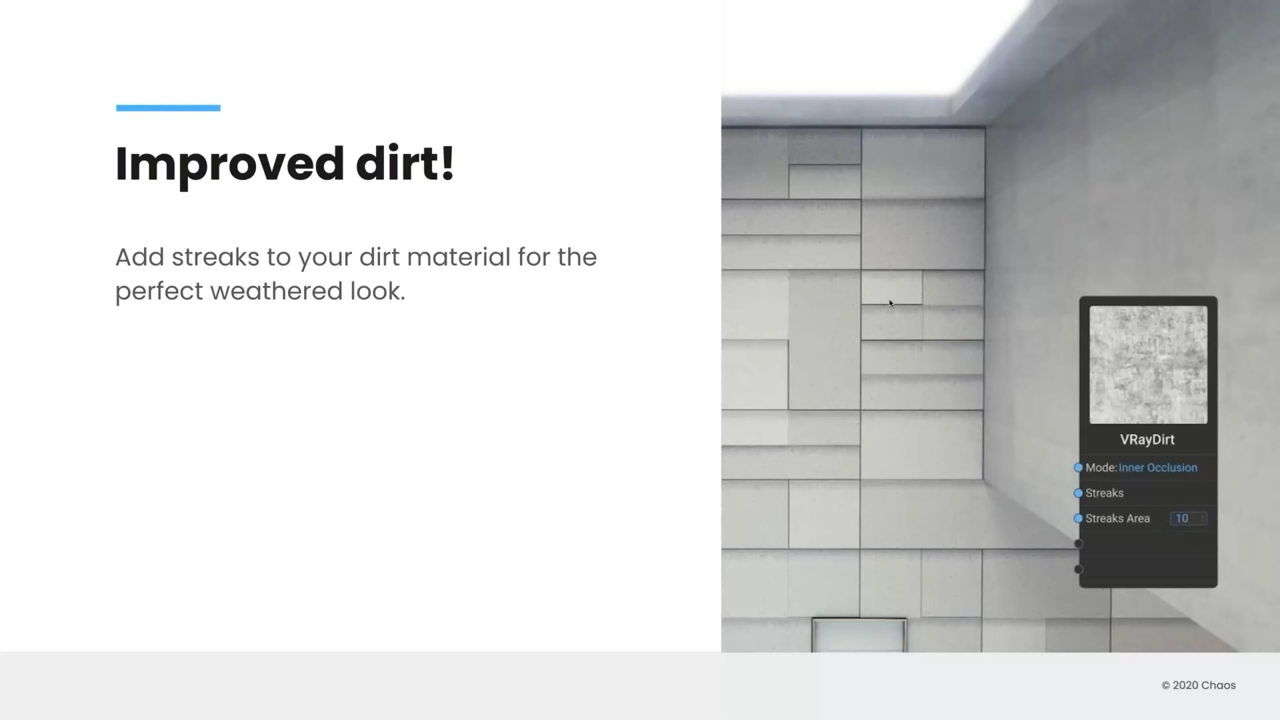 Improved dirt!
Add streaks to your dirt material for the
perfect weathered look.
VRayDirt
Mode: Inner Occlusion
Streaks
Streaks Area 10
© 2020 Chaos